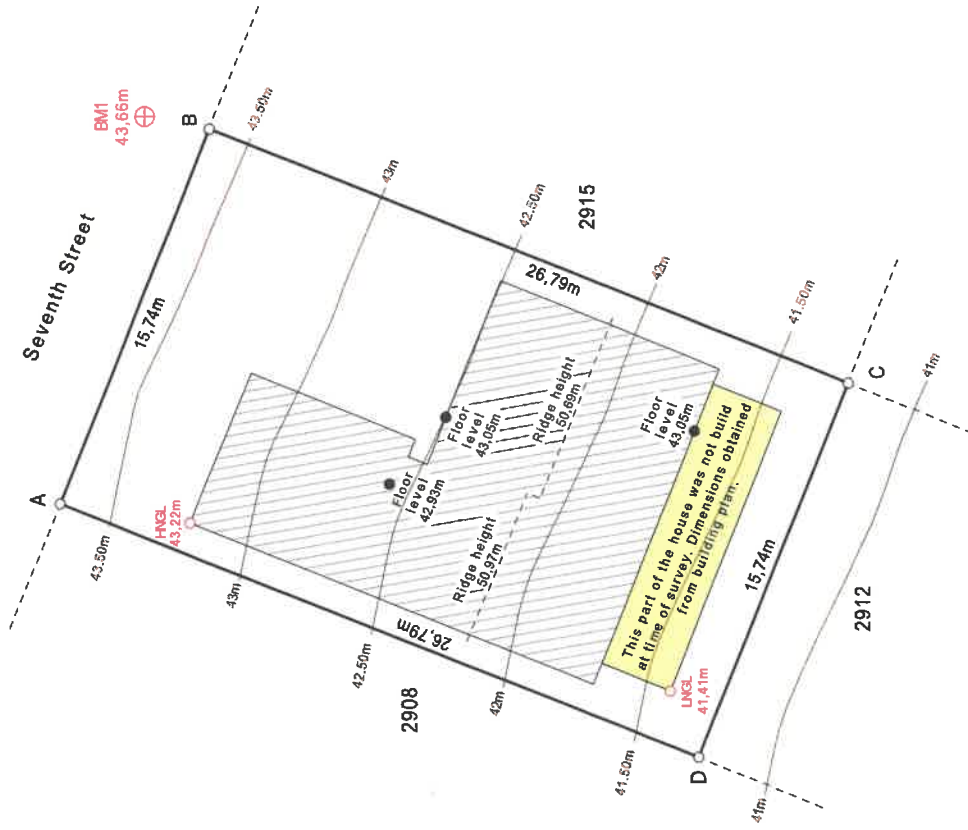 BM1
43,66m
Seventh Street
B
43.50m
15,74m
A
43.50m
43m
HNGL
43,22m
43m
42.50m
2915
26,79m
42m
41.50m
41m
C
Floor
level
43,05m
Floor
level
42,93m
Ridge height
50,69m
Ridge height
50,97m
Floor
level
43,05m
42.50m
26,79m
2908
42m
This part of the house was not build
at time of survey. Dimensions obtained
from building plan.
LNGL
41,41m
41.50m
15,74m
D
2912
41m